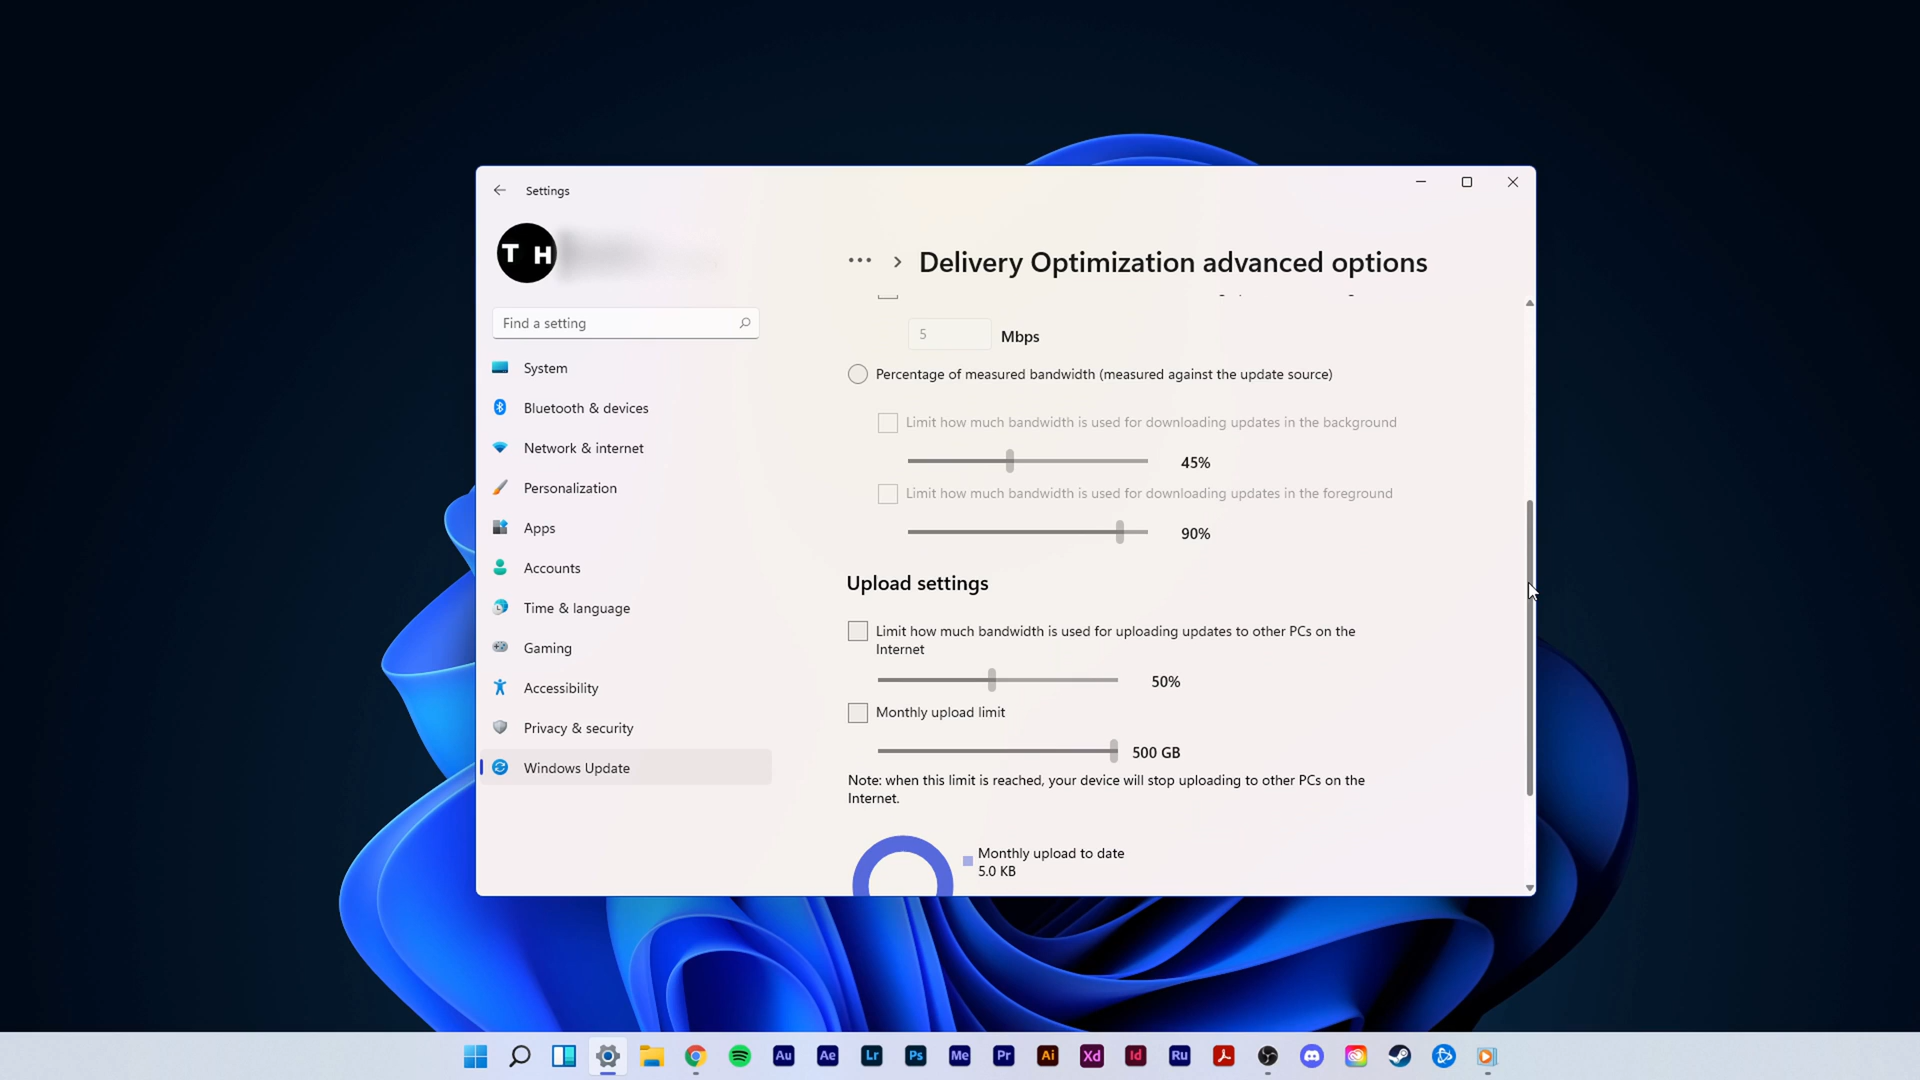 Settings
T H
Find a setting
System
Bluetooth & devices
Network & internet
Personalization
Apps
Accounts
Time & language
Gaming
Accessibility
Privacy & security
Windows Update
Delivery Optimization advanced options
5 Mbps
Percentage of measured bandwidth (measured against the update source)
Limit how much bandwidth is used for downloading updates in the background
45%
Limit how much bandwidth is used for downloading updates in the foreground
90%
Upload settings
Limit how much bandwidth is used for uploading updates to other PCs on the
Internet
50%
Monthly upload limit
500 GB
Note: when this limit is reached, your device will stop uploading to other PCs on the
Internet.
Monthly upload to date
5.0 KB
Au Ae Lr Ps Me Pr Ai Xd Id Ru